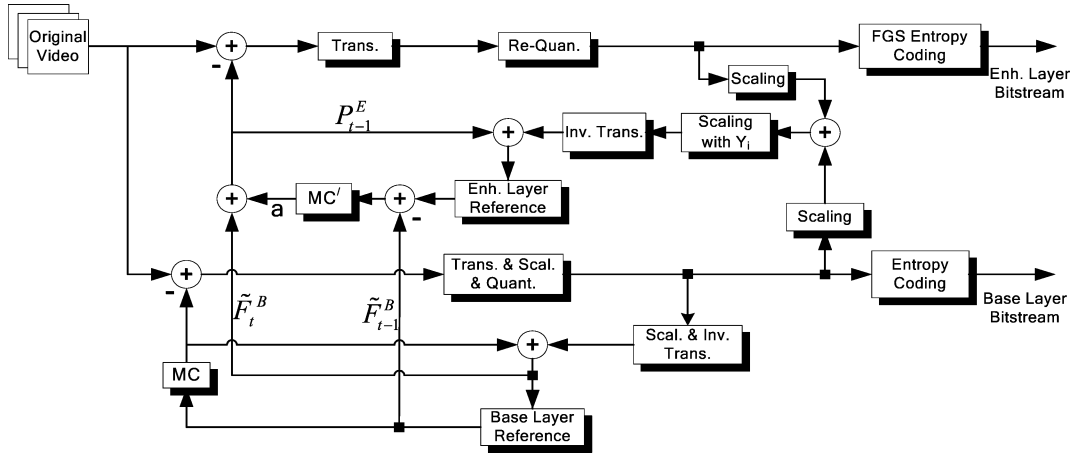 Original
Video
+
-
Trans.
Re-Quan.
FGS Entropy
Coding
Enh. Layer
Bitstream
Scaling
P^E_{t-1}
+
Inv. Trans.
Scaling
with Y_i
+
+
a
MC/
+
-
Enh. Layer
Reference
Scaling
+
-
Trans. & Scal.
& Quant.
Entropy
Coding
Base Layer
Bitstream
F̃_t^B
F̃_{t-1}^B
+
Scal. & Inv.
Trans.
MC
Base Layer
Reference